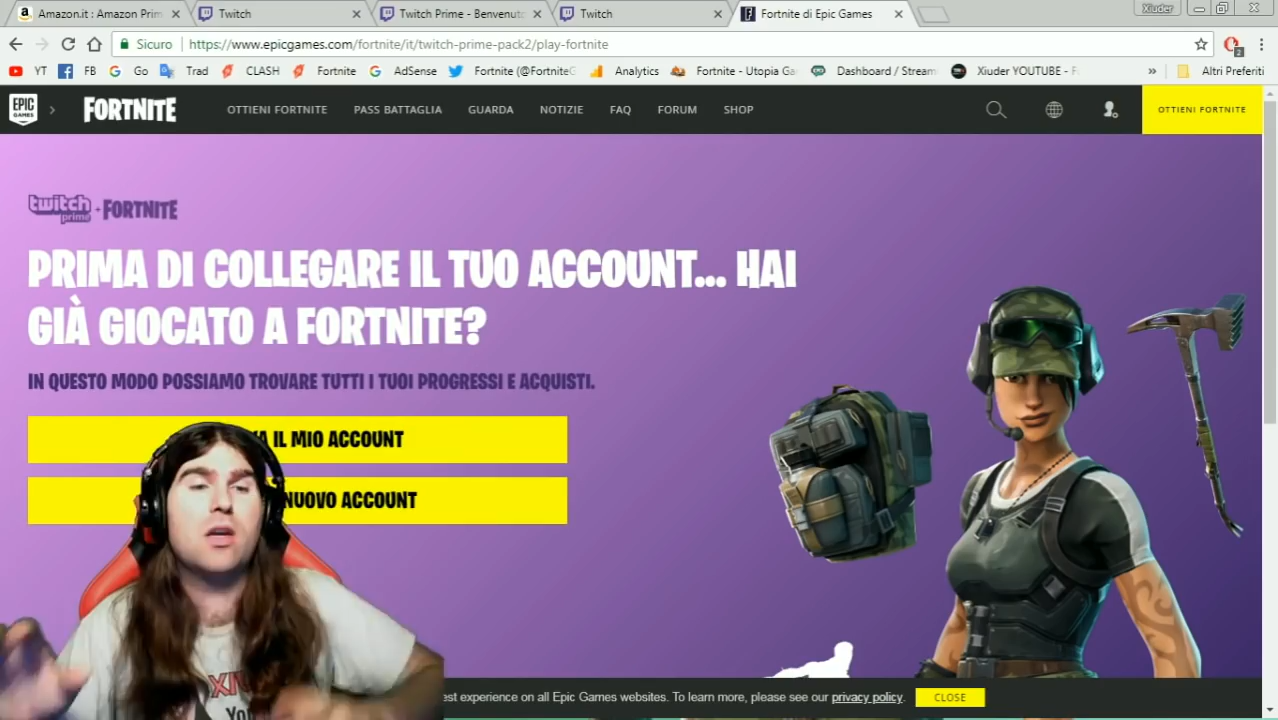 Amazon.it: Amazon Prim
Twitch
Twitch Prime - Benvenuto
Twitch
Fortnite di Epic Games
Xiuder
Sicuro
https://www.epicgames.com/fortnite/it/twitch-prime-pack2/play-fortnite
2
YT
FB
Go
Trad
CLASH
Fortnite
AdSense
Fortnite (@FortniteG
Analytics
Fortnite - Utopia Ga
Dashboard / Stream
Xiuder YOUTUBE - F
»
Altri Preferiti
EPIC GAMES
FORTNITE
OTTIENI FORTNITE
PASS BATTAGLIA
GUARDA
NOTIZIE
FAQ
FORUM
SHOP
OTTIENI FORTNITE
twitch prime + FORTNITE
PRIMA DI COLLEGARE IL TUO ACCOUNT... HAI
GIÀ GIOCATO A FORTNITE?
IN QUESTO MODO POSSIAMO TROVARE TUTTI I TUOI PROGRESSI E ACQUISTI.
IL MIO ACCOUNT
NUOVO ACCOUNT
est experience on all Epic Games websites. To learn more, please see our privacy policy.
CLOSE